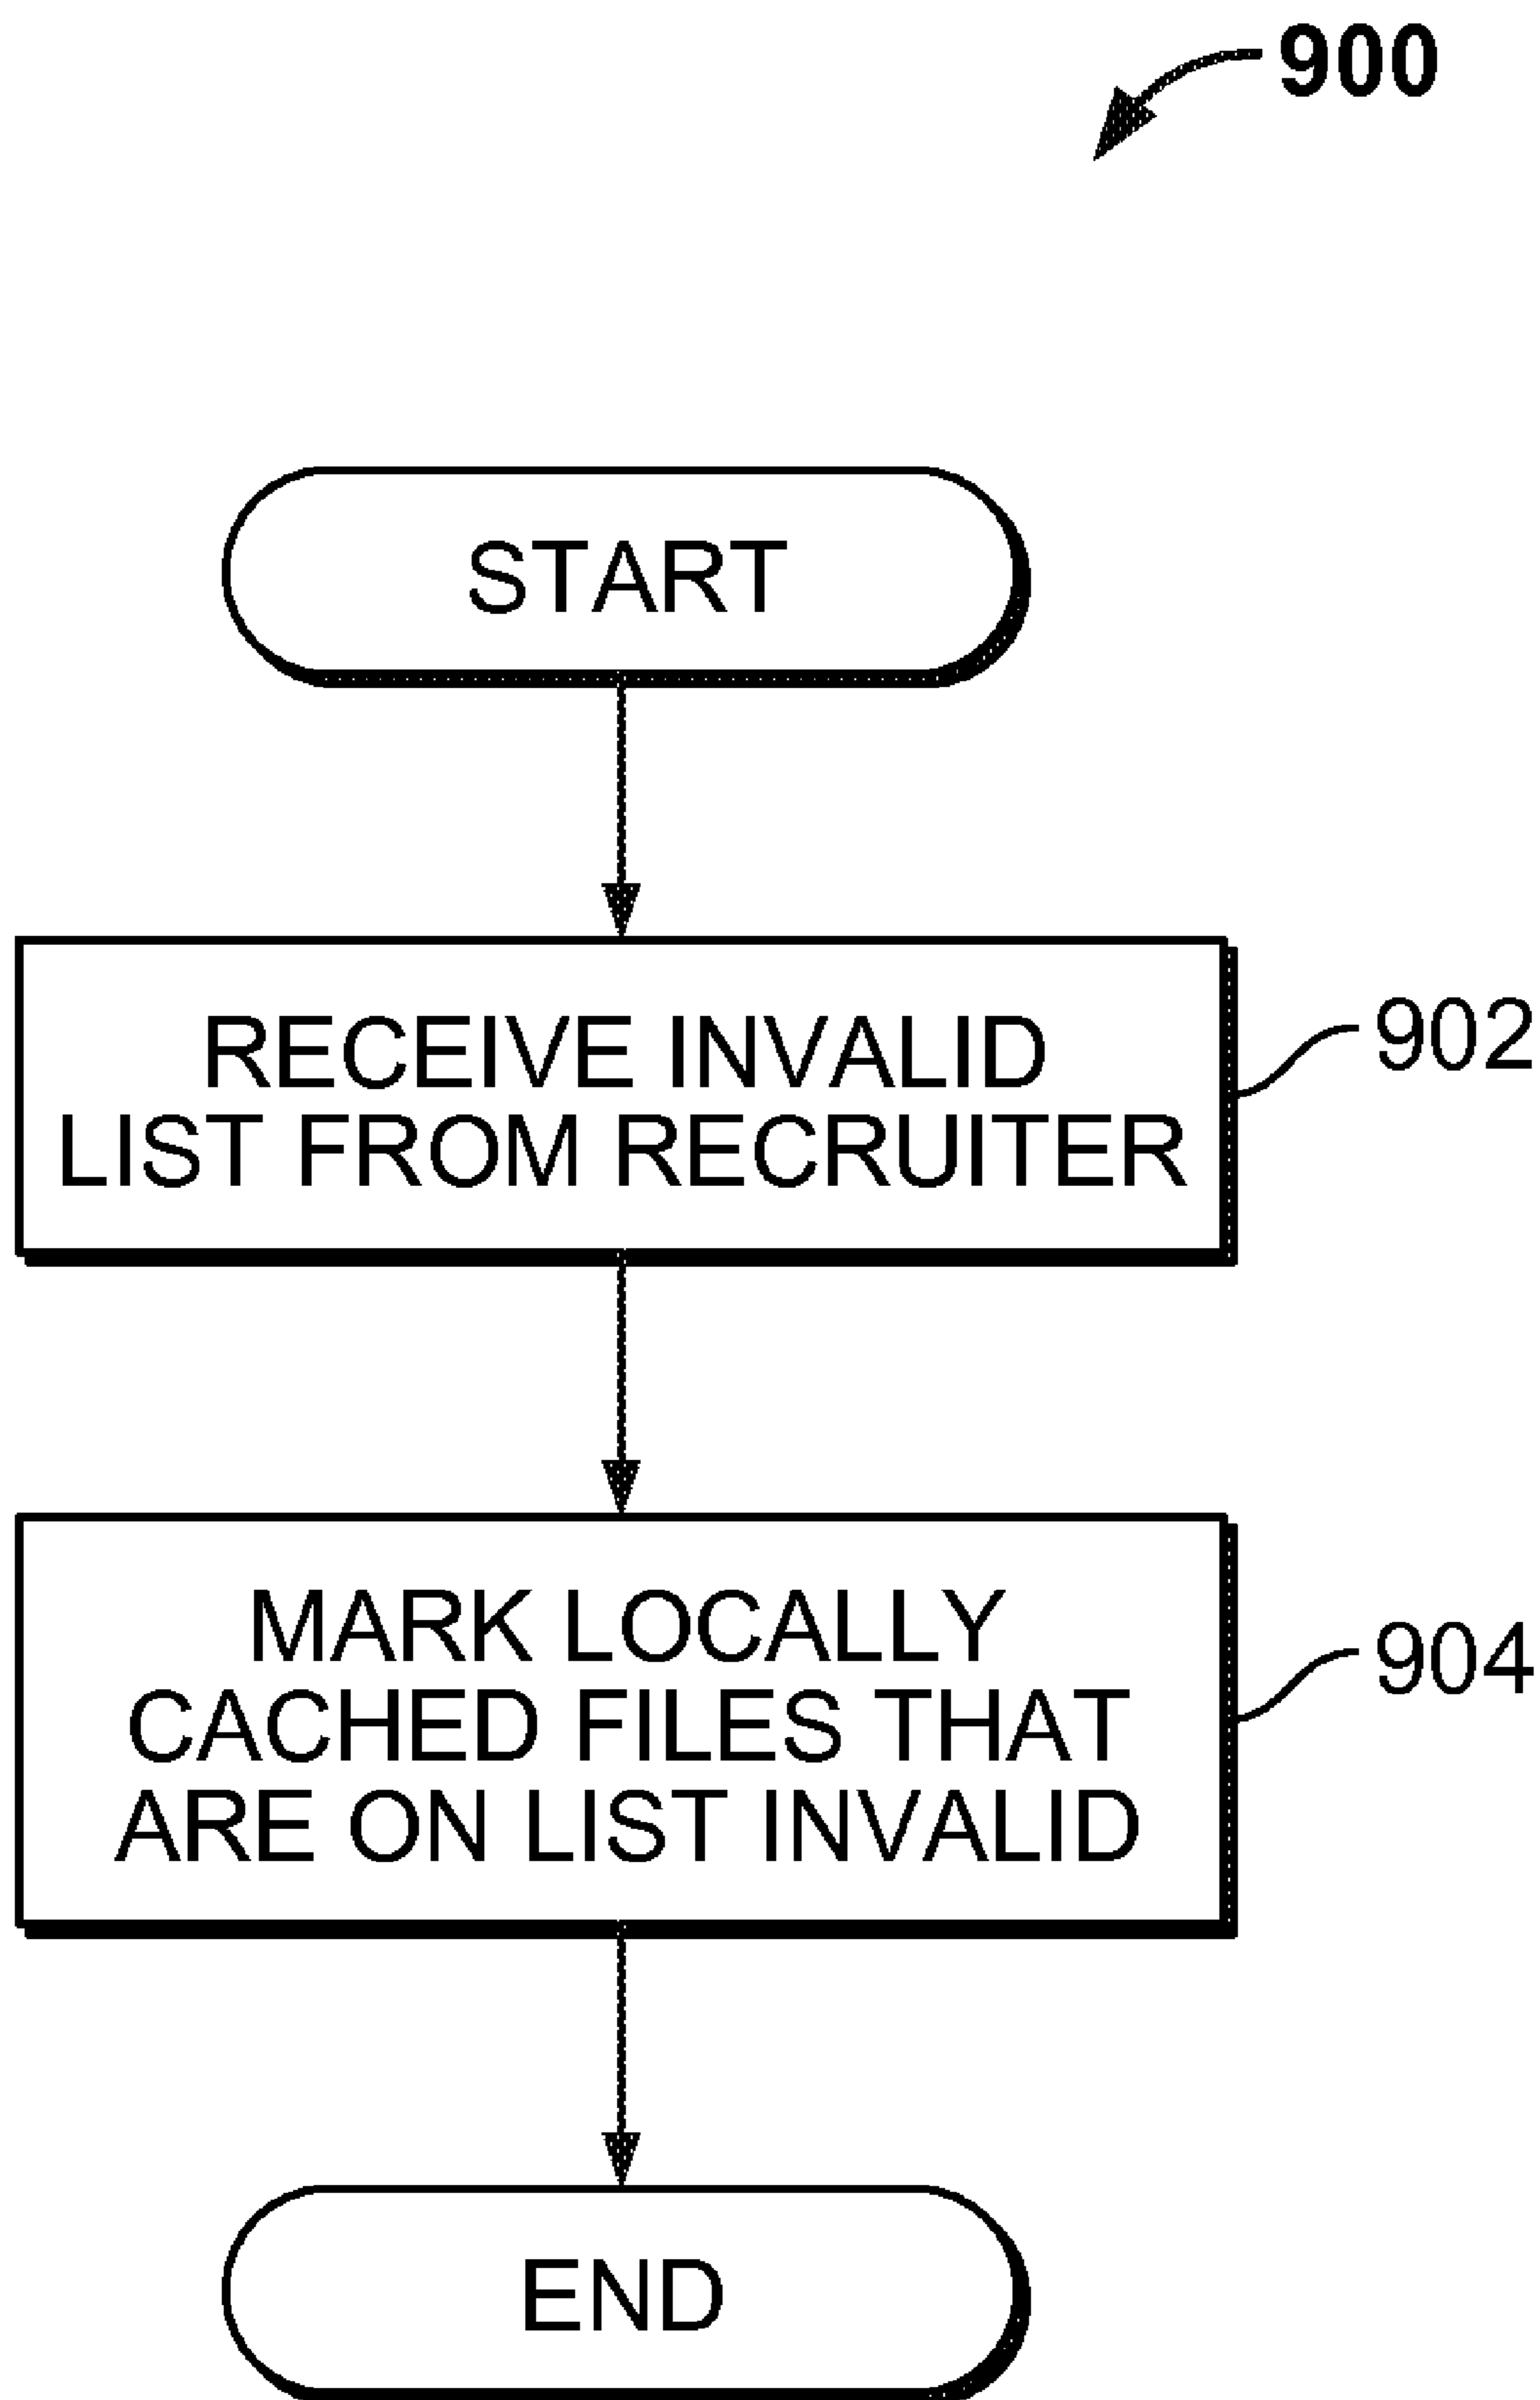 900
START
RECEIVE INVALID
LIST FROM RECRUITER
902
MARK LOCALLY
CACHED FILES THAT
ARE ON LIST INVALID
904
END